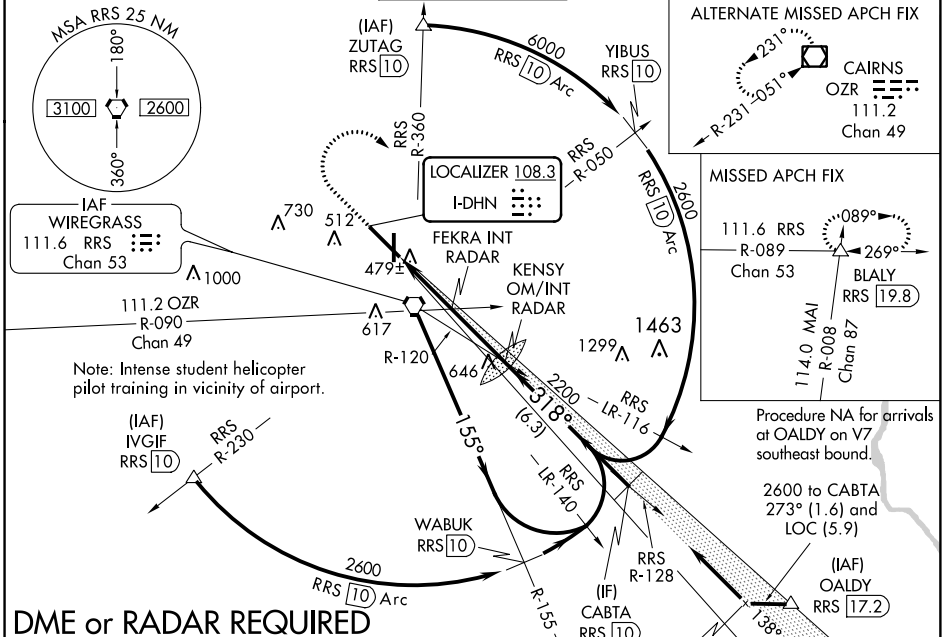 MSA RRS 25 NM
180°
3100
2600
360°
(IAF)
ZUTAG
RRS 10
6000
RRS 10 Arc
YIBUS
RRS 10
RRS
R-360
RRS
R-050
2600
RRS 10 Arc
LOCALIZER 108.3
I-DHN
ALTERNATE MISSED APCH FIX
231°
R-231
051°
CAIRNS
OZR
111.2
Chan 49
MISSED APCH FIX
111.6 RRS
R-089
Chan 53
089°
269°
BLALY
RRS 19.8
114.0 MAI
R-008
Chan 87
IAF
WIREGRASS
111.6 RRS
Chan 53
1000
730
512
479±
617
646
1299
1463
FEKRA INT
RADAR
KENSY
OM/INT
RADAR
111.2 OZR
R-090
Chan 49
R-120
Note: Intense student helicopter
pilot training in vicinity of airport.
2200
318°
(6.3)
RRS
LR-116
155°
RRS
LR-140
Procedure NA for arrivals
at OALDY on V7
southeast bound.
(IAF)
IVGIF
RRS 10
RRS
R-230
2600
RRS 10 Arc
WABUK
RRS 10
R-155
RRS
R-128
2600 to CABTA
273° (1.6) and
LOC (5.9)
(IAF)
OALDY
RRS 17.2
138°
(IF)
CABTA
RRS 10
DME or RADAR REQUIRED